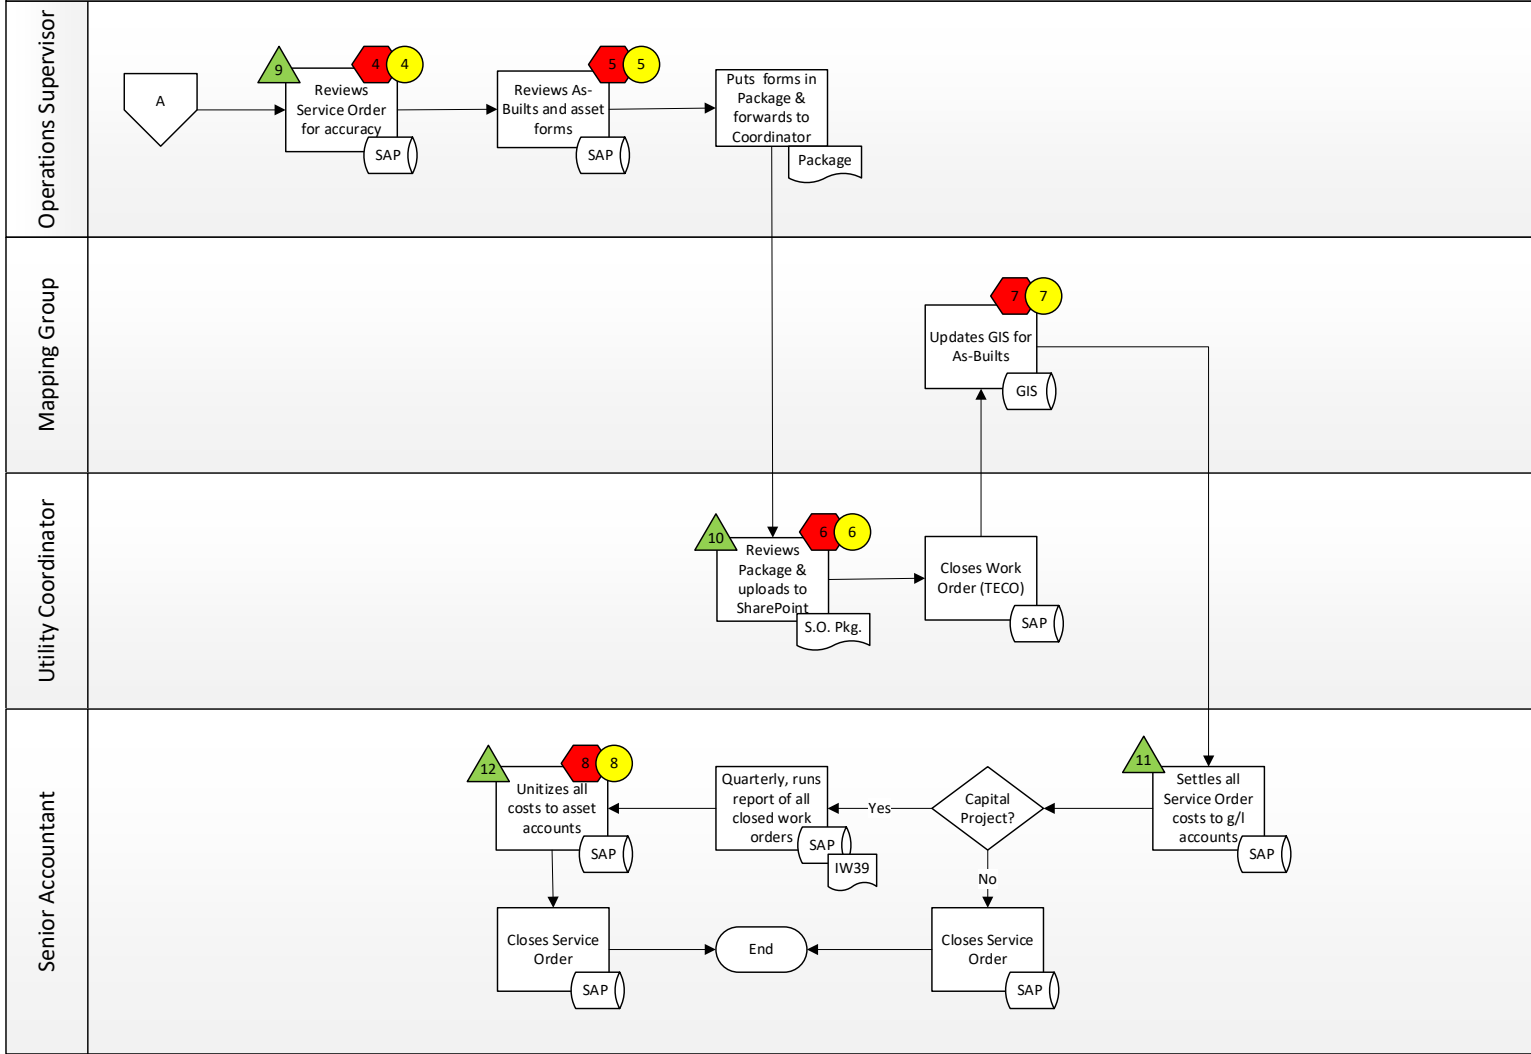 Operations Supervisor
A
9
4
4
Reviews
Service Order
for accuracy
SAP
5
5
Reviews As-
Builts and asset
forms
SAP
Puts forms in
Package &
forwards to
Coordinator
Package
Mapping Group
7
7
Updates GIS for
As-Builts
GIS
Utility Coordinator
10
6
6
Reviews
Package &
uploads to
SharePoint
S.O. Pkg.
Closes Work
Order (TECO)
SAP
Senior Accountant
11
Settles all
Service Order
costs to g/l
accounts
SAP
Capital
Project?
Yes
No
Quarterly, runs
report of all
closed work
orders
SAP
IW39
12
8
8
Unitizes all
costs to asset
accounts
SAP
Closes Service
Order
SAP
End
Closes Service
Order
SAP